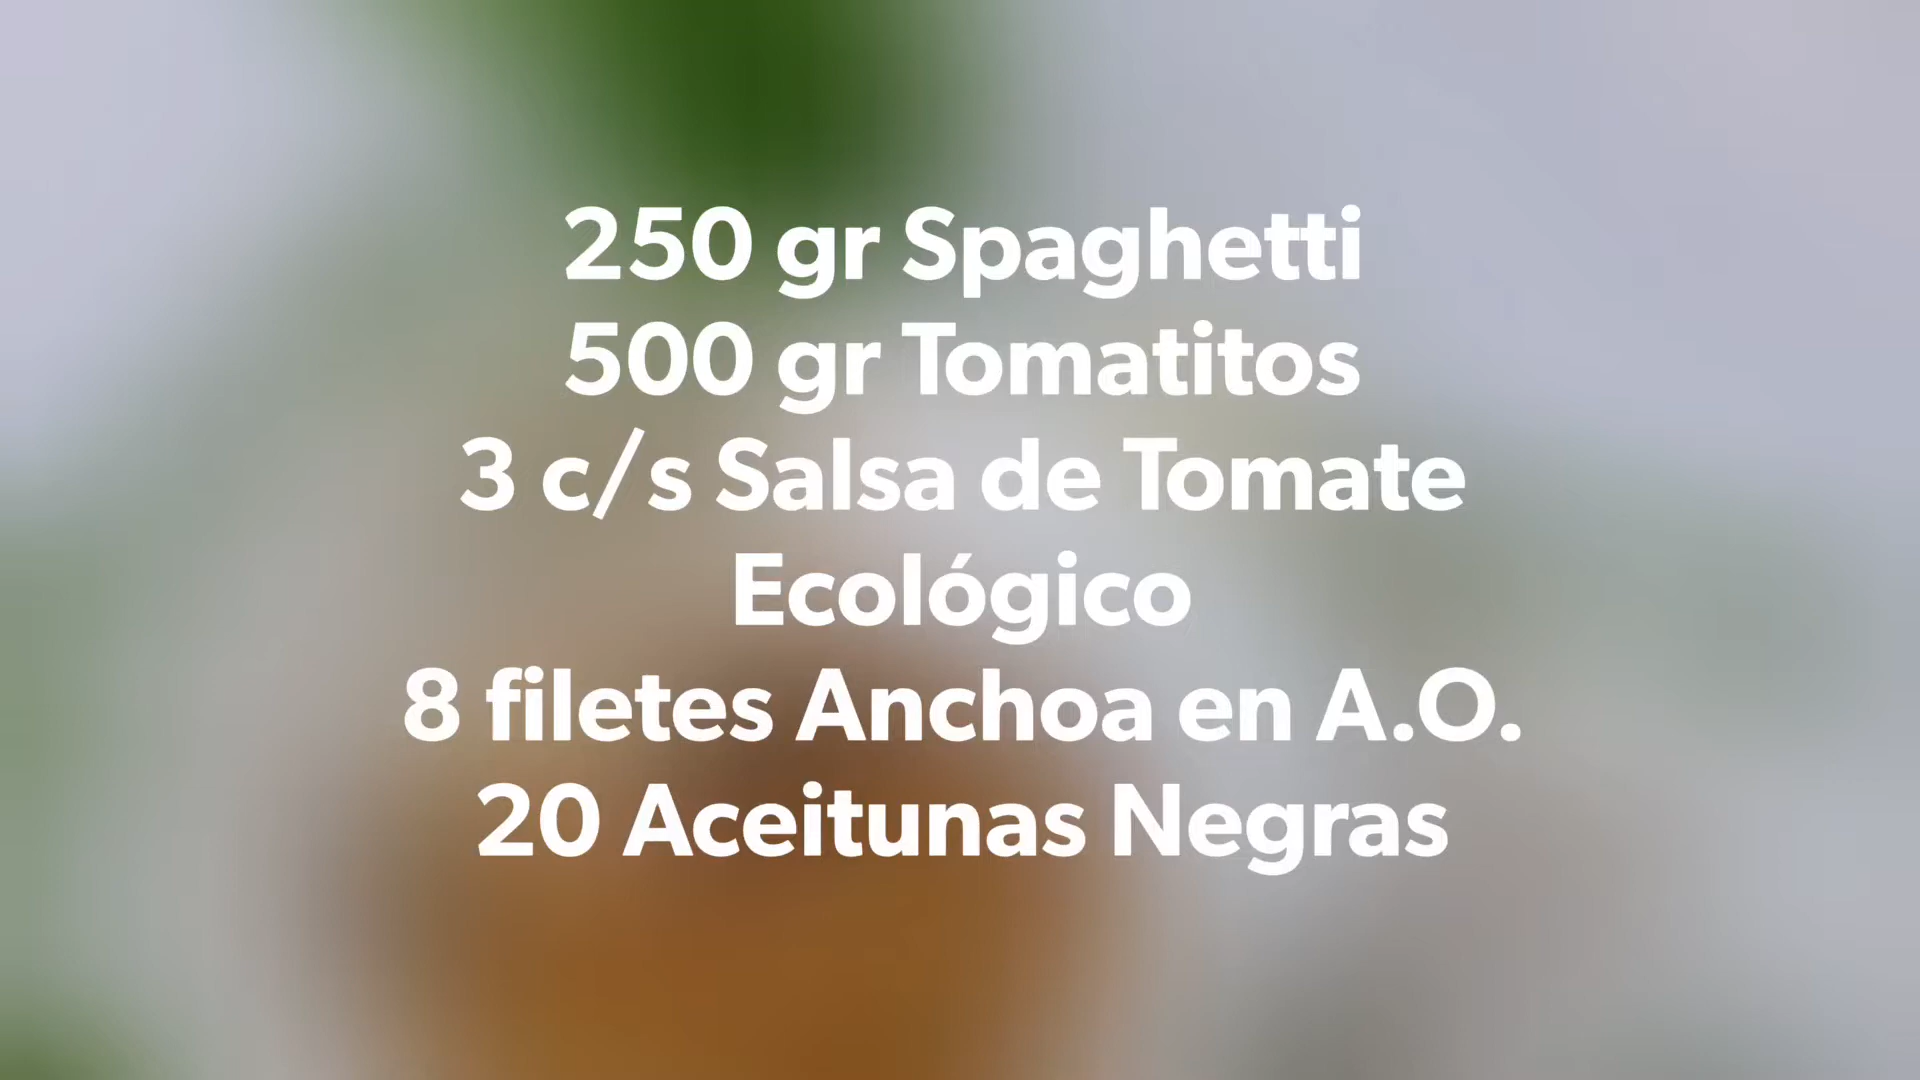 250 gr Spaghetti
500 gr Tomatitos
3 c/s Salsa de Tomate
Ecológico
8 filetes Anchoa en A.O.
20 Aceitunas Negras